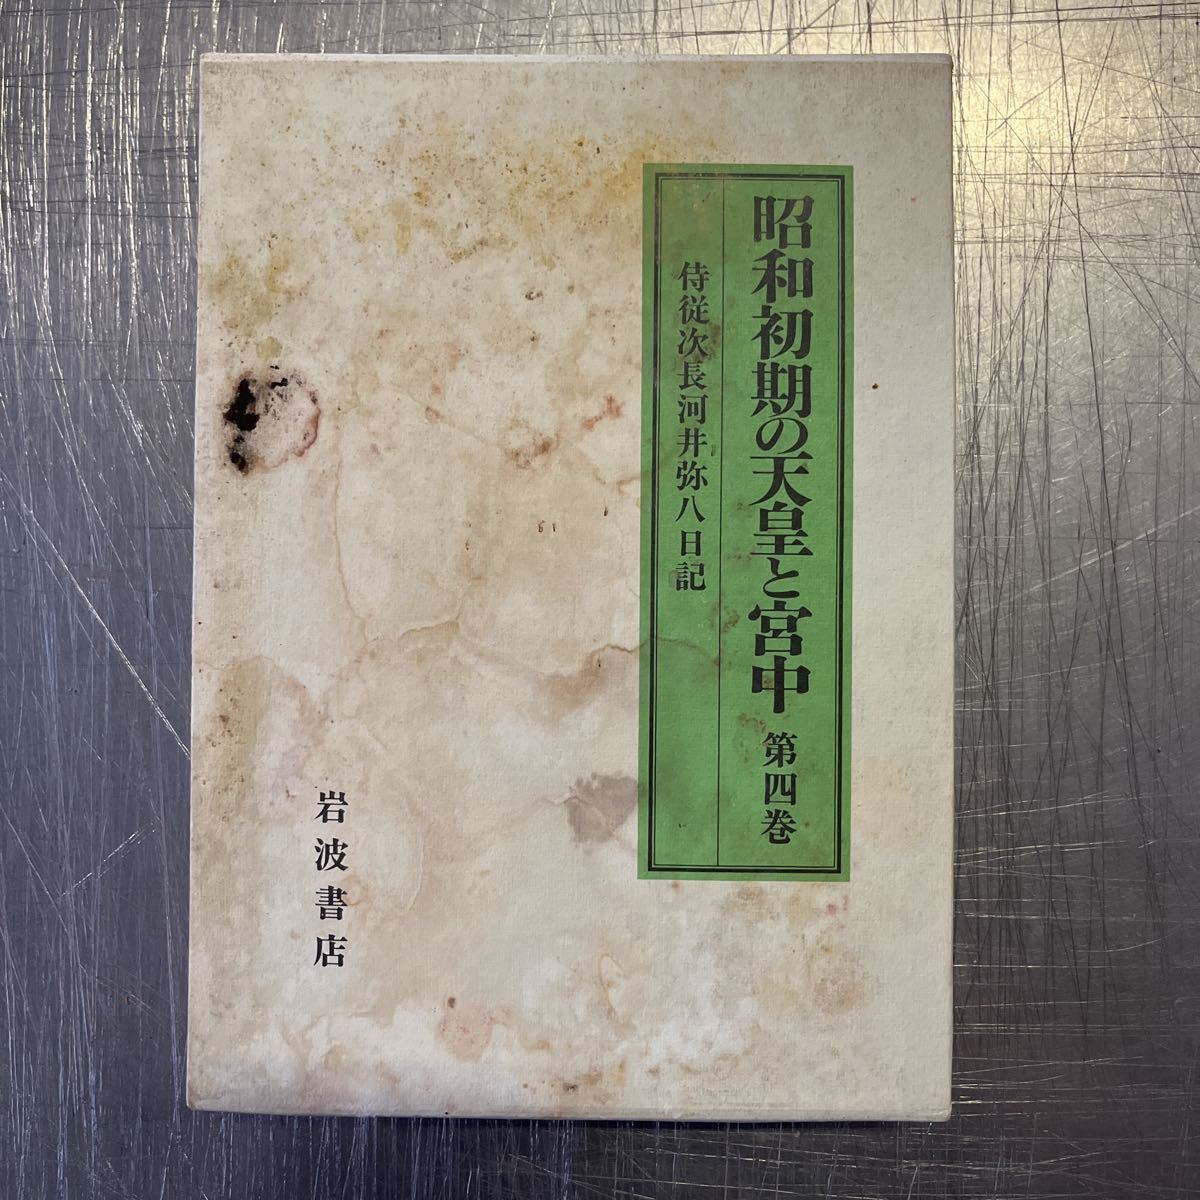 昭和初期の天皇と宮中 第四巻
侍従次長河井弥八日記
岩波書店